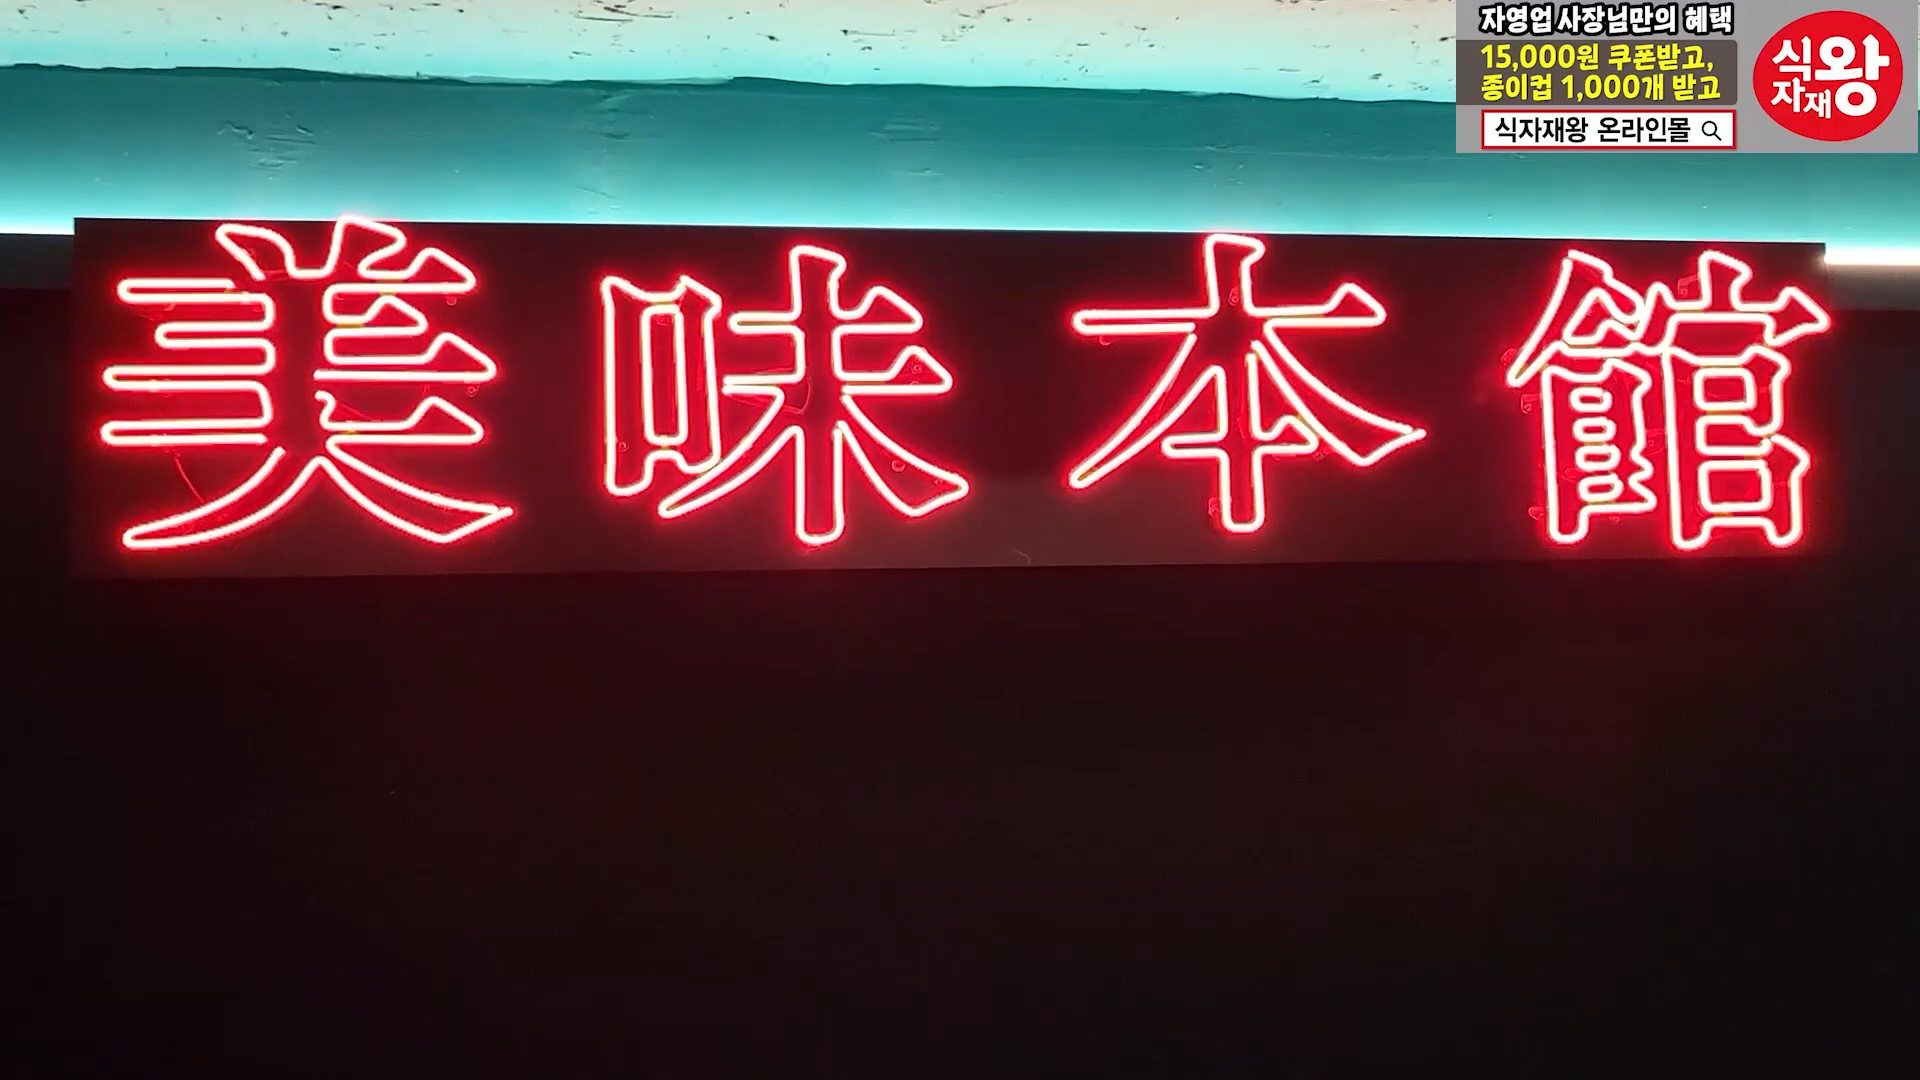 자영업 사장님만의 혜택
15,000원 쿠폰받고,
종이컵 1,000개 받고
식자재왕 온라인몰
식자재왕
美味本館